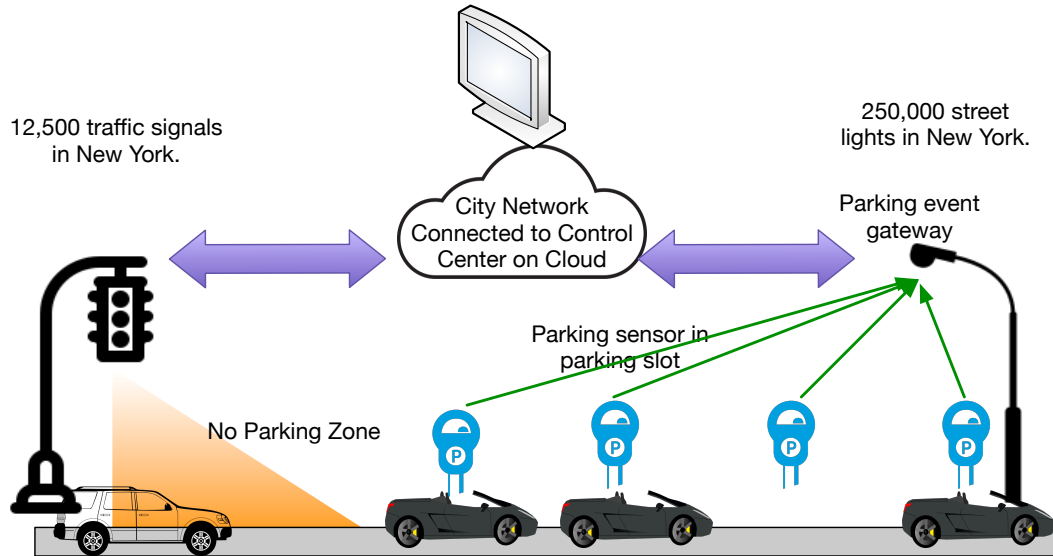 12,500 traffic signals
in New York.
250,000 street
lights in New York.
City Network
Connected to Control
Center on Cloud
Parking event
gateway
Parking sensor in
parking slot
No Parking Zone
P
P
P
P